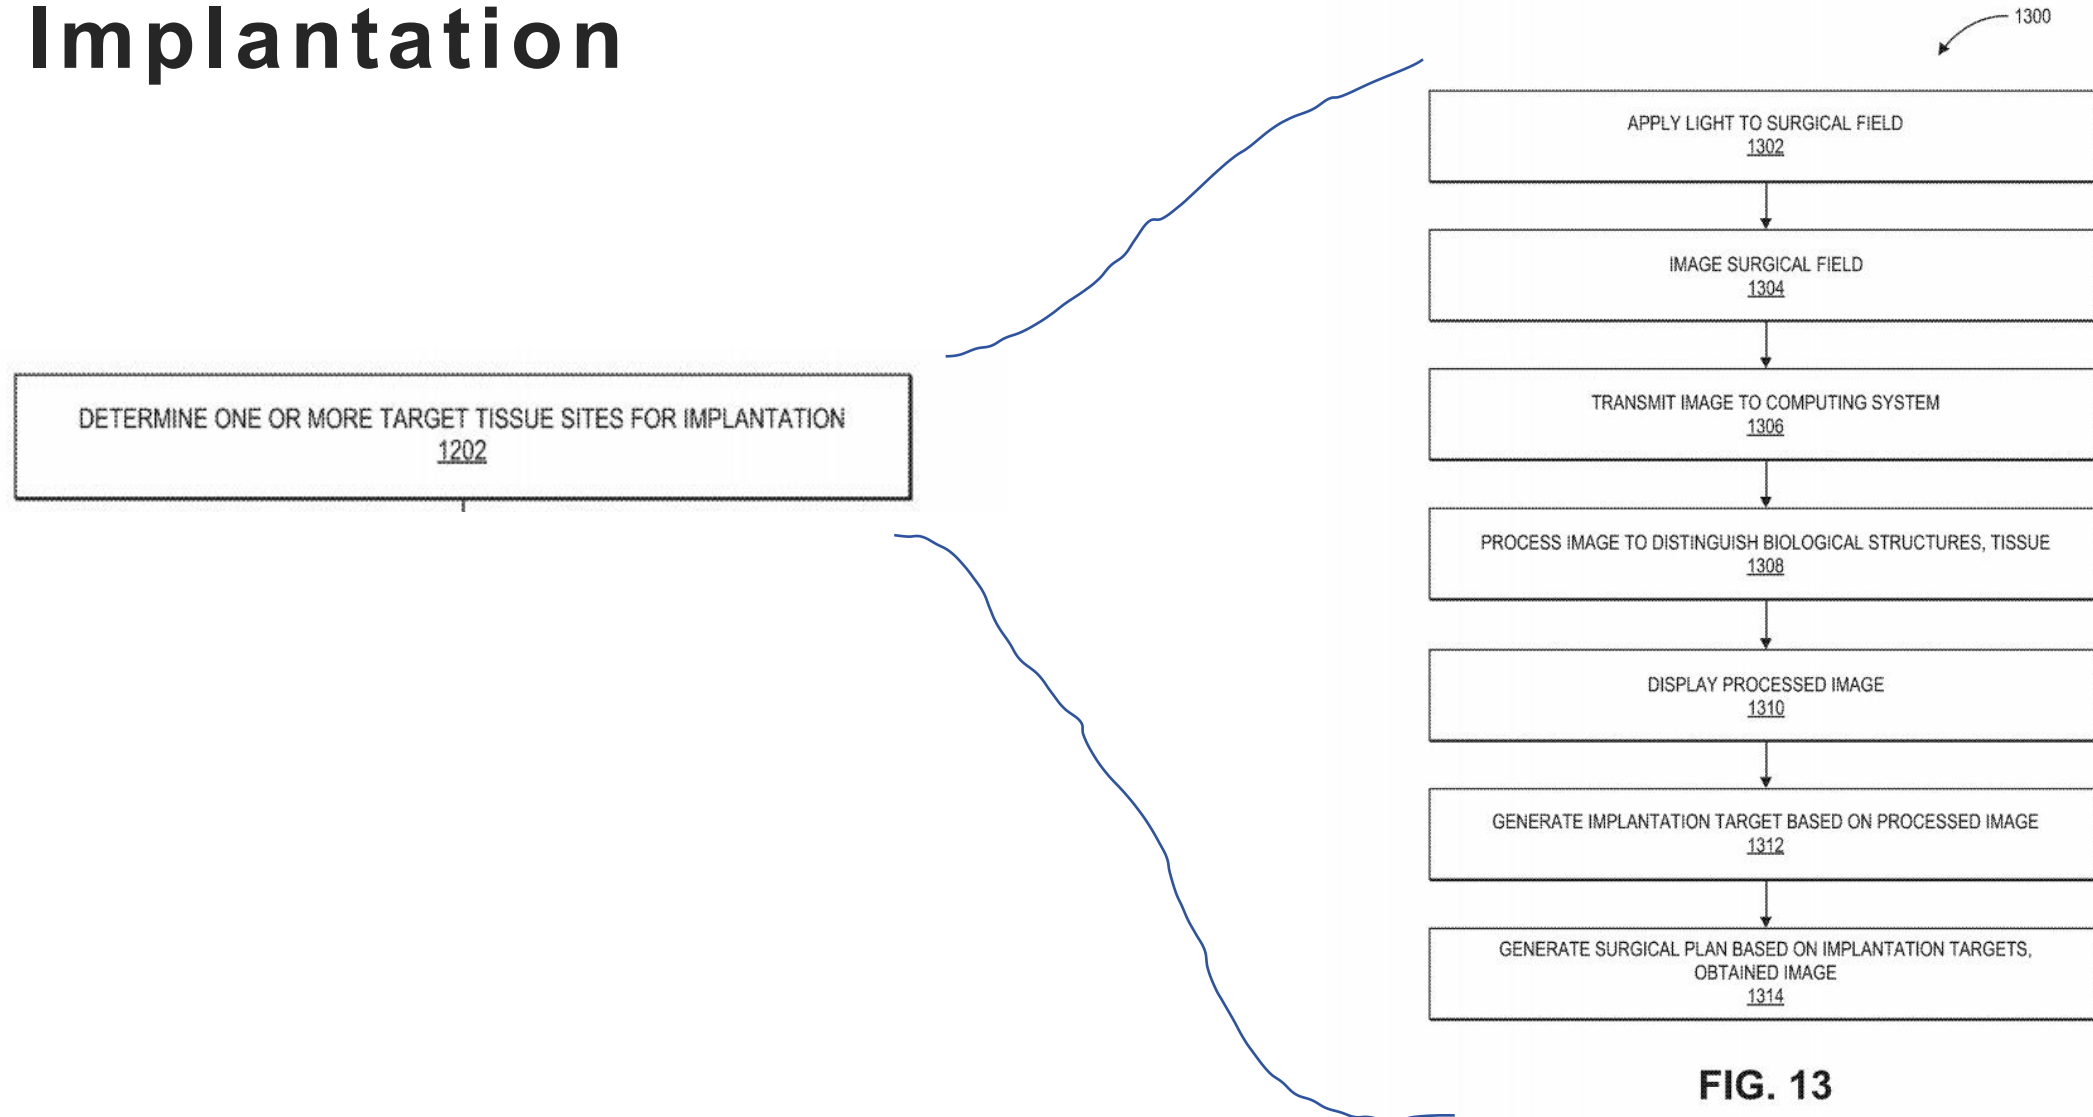 Implantation
DETERMINE ONE OR MORE TARGET TISSUE SITES FOR IMPLANTATION
1202
1300
APPLY LIGHT TO SURGICAL FIELD
1302
IMAGE SURGICAL FIELD
1304
TRANSMIT IMAGE TO COMPUTING SYSTEM
1306
PROCESS IMAGE TO DISTINGUISH BIOLOGICAL STRUCTURES, TISSUE
1308
DISPLAY PROCESSED IMAGE
1310
GENERATE IMPLANTATION TARGET BASED ON PROCESSED IMAGE
1312
GENERATE SURGICAL PLAN BASED ON IMPLANTATION TARGETS,
OBTAINED IMAGE
1314
FIG. 13